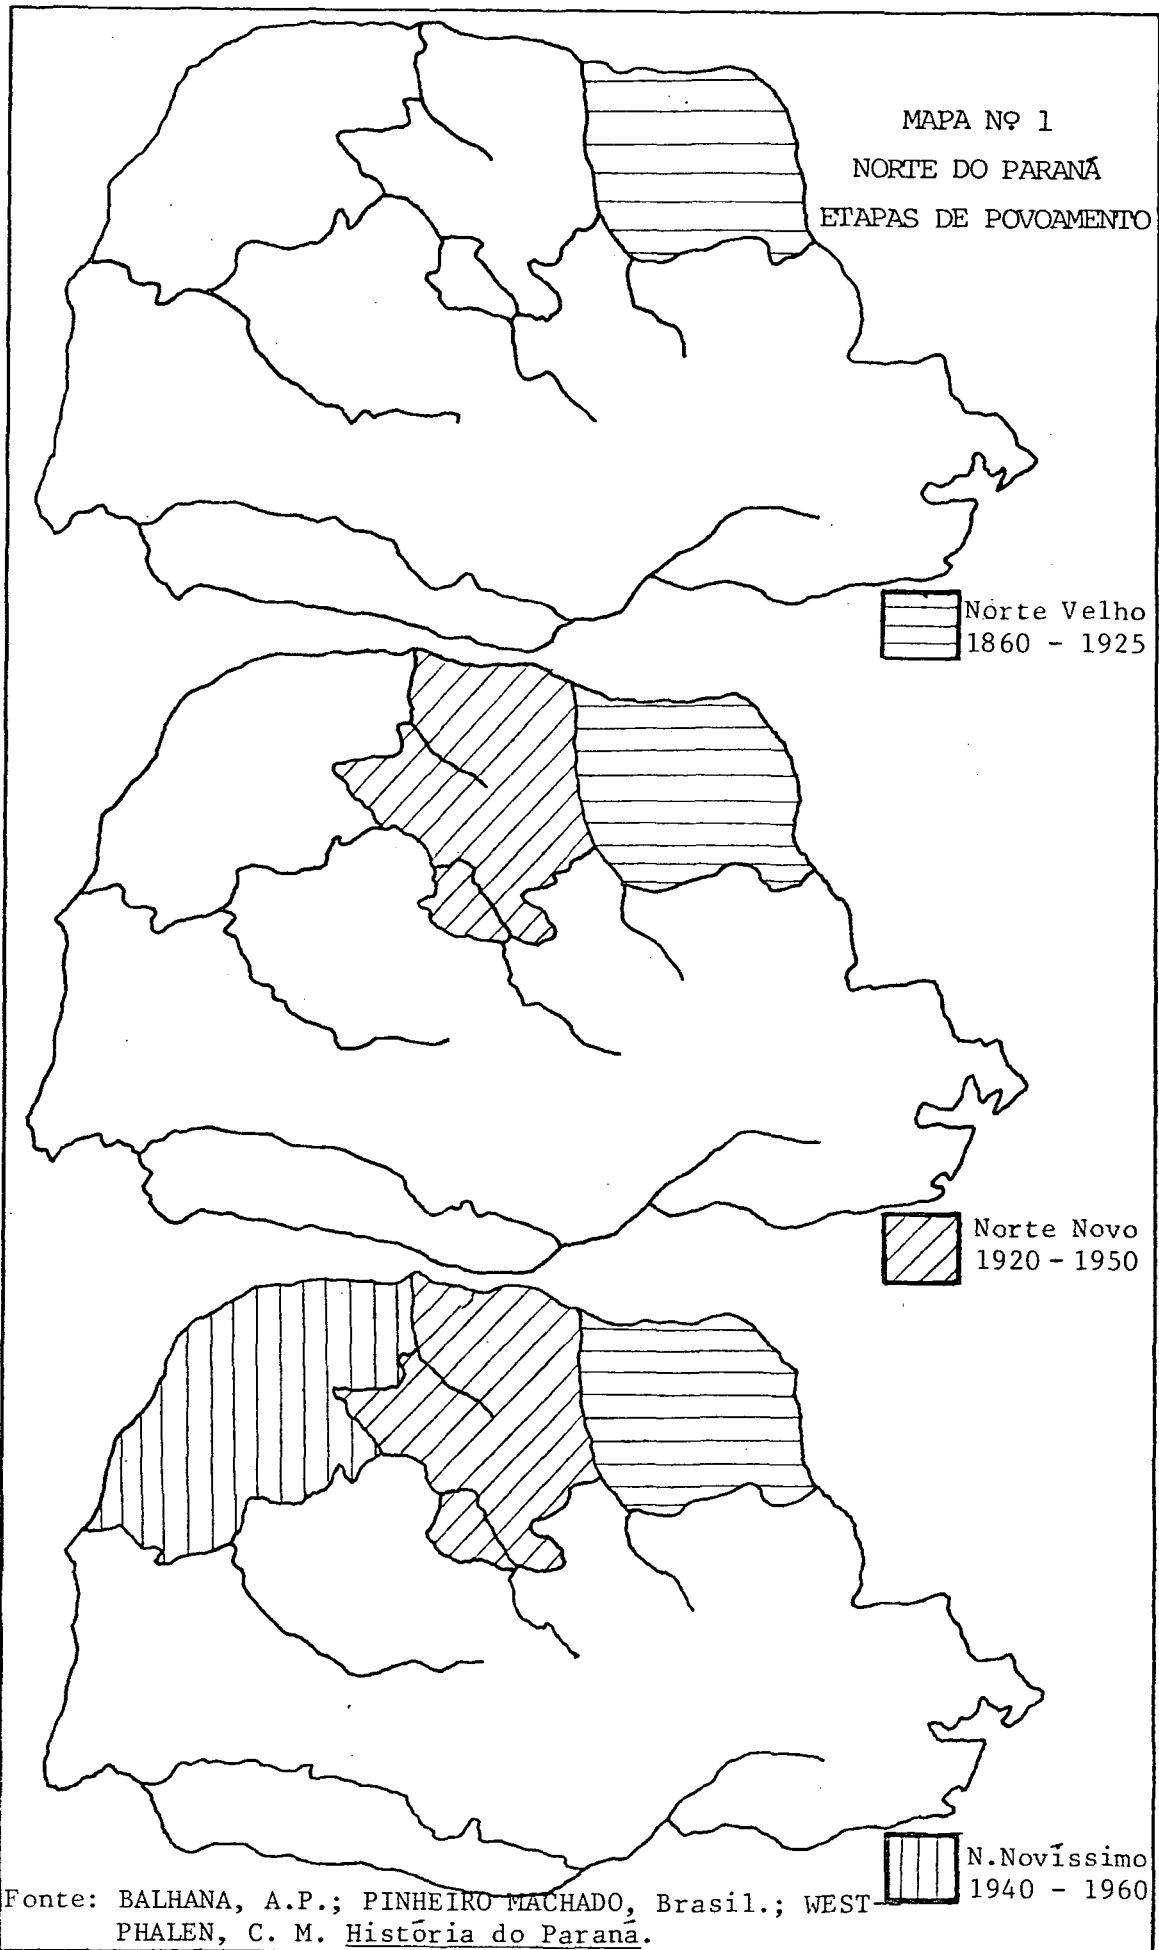 MAPA Nº 1
NORTE DO PARANÁ
ETAPAS DE POVOAMENTO
Norte Velho
1860 - 1925
Norte Novo
1920 - 1950
N.Novíssimo
1940 - 1960
Fonte: BALHANA, A.P.; PINHEIRO MACHADO, Brasil.; WEST-
PHALEN, C. M. História do Paraná.